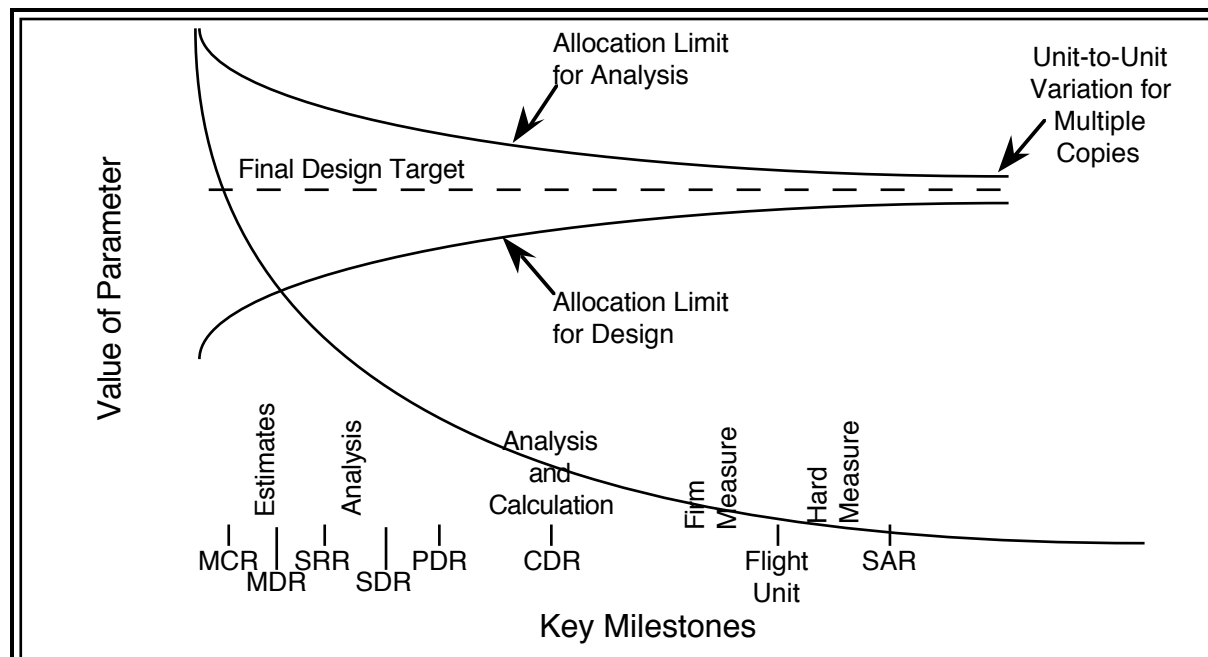 Allocation Limit
for Analysis
Unit-to-Unit
Variation for
Multiple
Copies
Final Design Target
Value of Parameter
Allocation Limit
for Design
Estimates
Analysis
Analysis
and
Calculation
Firm
Measure
Hard
Measure
MCR
MDR
SRR
SDR
PDR
CDR
Flight
Unit
SAR
Key Milestones